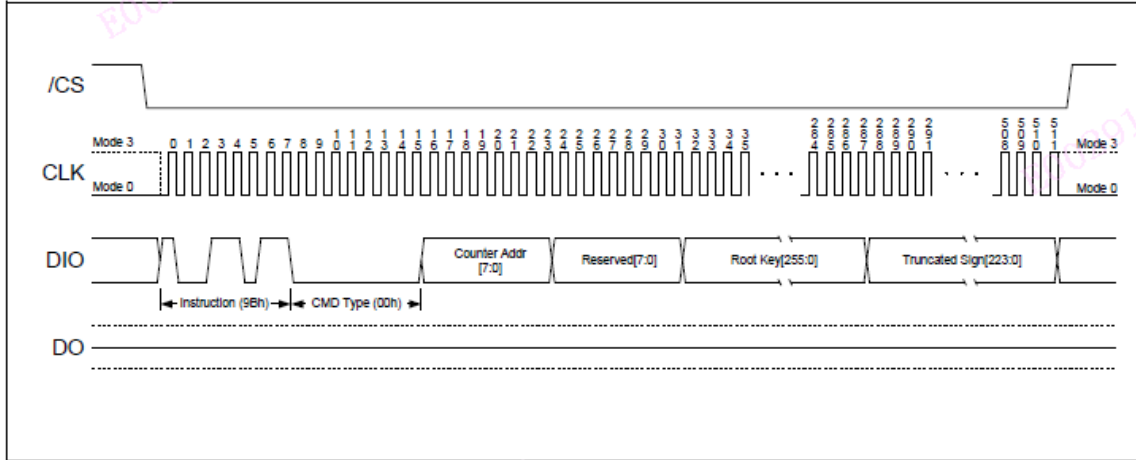 /CS
Mode 3
0 1 2 3 4 5 6 7 8 9 10 11 12 13 14 15 16 17 18 19 20 21 22 23 24 25 26 27 28 29 30 31 32 33 34 35 284 285 286 287 288 289 290 291 508 509 510 511
Mode 3
CLK
Mode 0
Mode 0
DIO
Counter Addr
[7:0]
Reserved[7:0]
Root Key[255:0]
Truncated Sign[223:0]
Instruction (9Bh)
CMD Type (00h)
DO